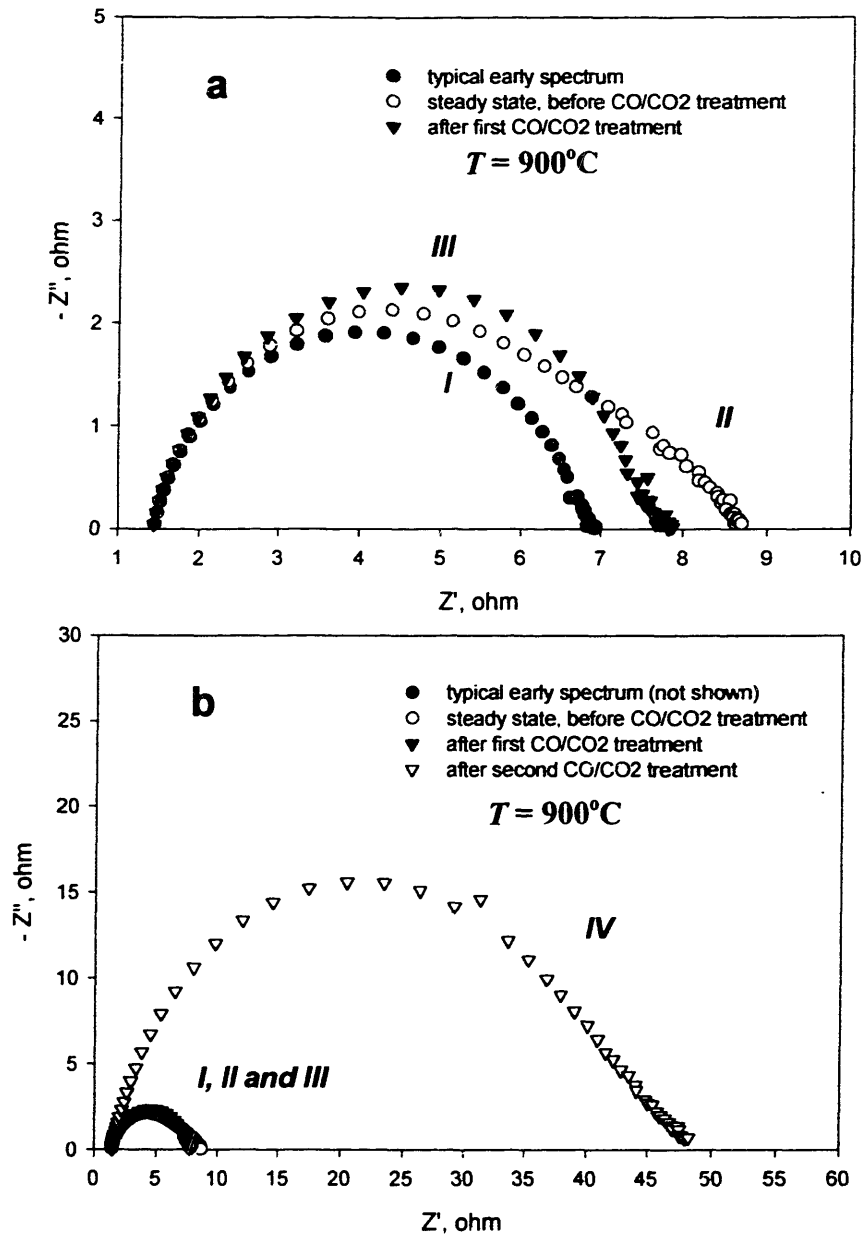 a
typical early spectrum
steady state, before CO/CO2 treatment
after first CO/CO2 treatment
T = 900°C
III
I
II
- Z", ohm
5
4
3
2
1
0
1 2 3 4 5 6 7 8 9 10
Z', ohm
b
typical early spectrum (not shown)
steady state, before CO/CO2 treatment
after first CO/CO2 treatment
after second CO/CO2 treatment
T = 900°C
IV
I, II and III
- Z", ohm
30
25
20
15
10
5
0
0 5 10 15 20 25 30 35 40 45 50 55 60
Z', ohm